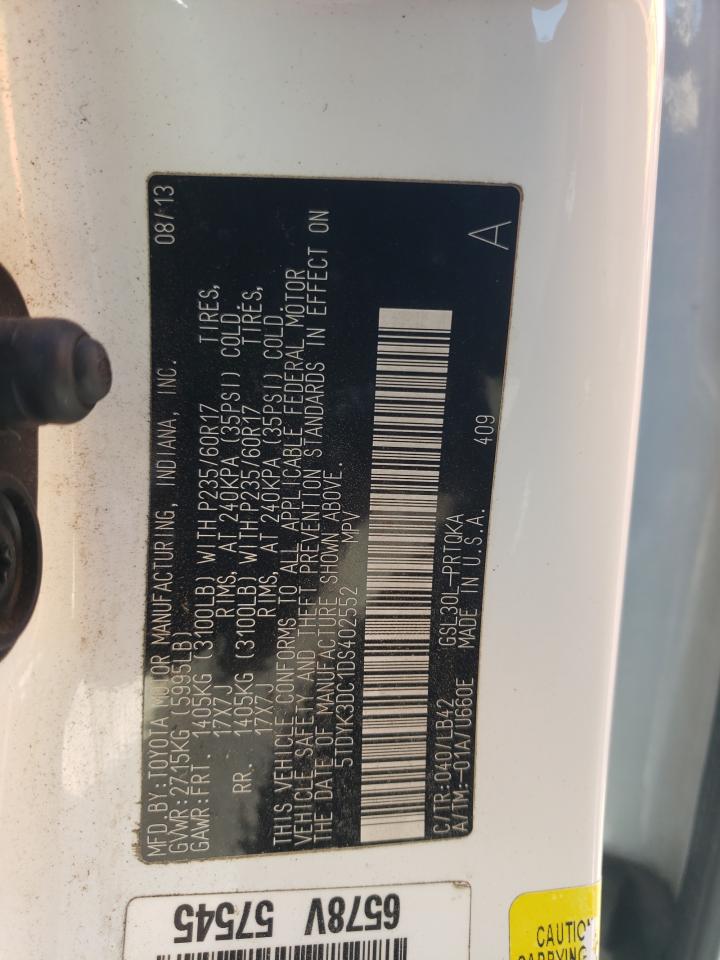 MFD.BY:TOYOTA MOTOR MANUFACTURING, INDIANA, INC. 08/13
GVWR:2715KG (5995LB)
GAWR:FRT. 1405KG (3100LB) WITH P235/60R17 TIRES,
17X7J RIMS, AT 240KPA (35PSI) COLD.
RR. 1405KG (3100LB) WITH P235/60R17 TIRES,
17X7J RIMS, AT 240KPA (35PSI) COLD.
THIS VEHICLE CONFORMS TO ALL APPLICABLE FEDERAL MOTOR
VEHICLE SAFETY AND THEFT PREVENTION STANDARDS IN EFFECT ON
THE DATE OF MANUFACTURE SHOWN ABOVE.
5TDYK3DC1DS402552 MPV
C/TR:040/LB42 GSL30L-PRTQKA 409 A
A/TM:-01A/U660E MADE IN U.S.A.
6578V 57545
CAUTION
CARRYING